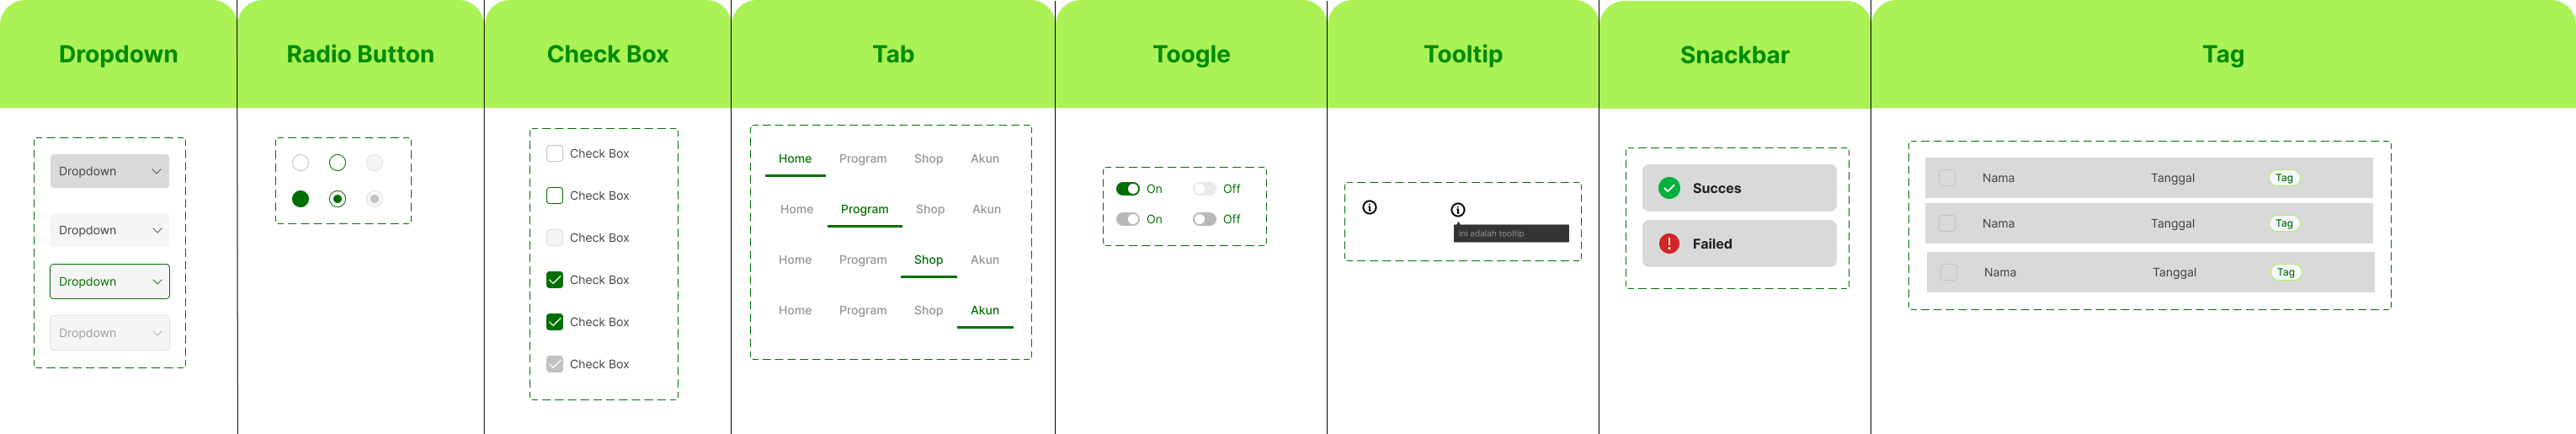 Dropdown
Dropdown
Dropdown
Dropdown
Dropdown
Radio Button
Check Box
Check Box
Check Box
Check Box
Check Box
Check Box
Check Box
Tab
Home Program Shop Akun
Home Program Shop Akun
Home Program Shop Akun
Home Program Shop Akun
Toogle
On Off
On Off
Tooltip
ini adalah tooltip
Snackbar
Succes
Failed
Tag
Nama Tanggal Tag
Nama Tanggal Tag
Nama Tanggal Tag